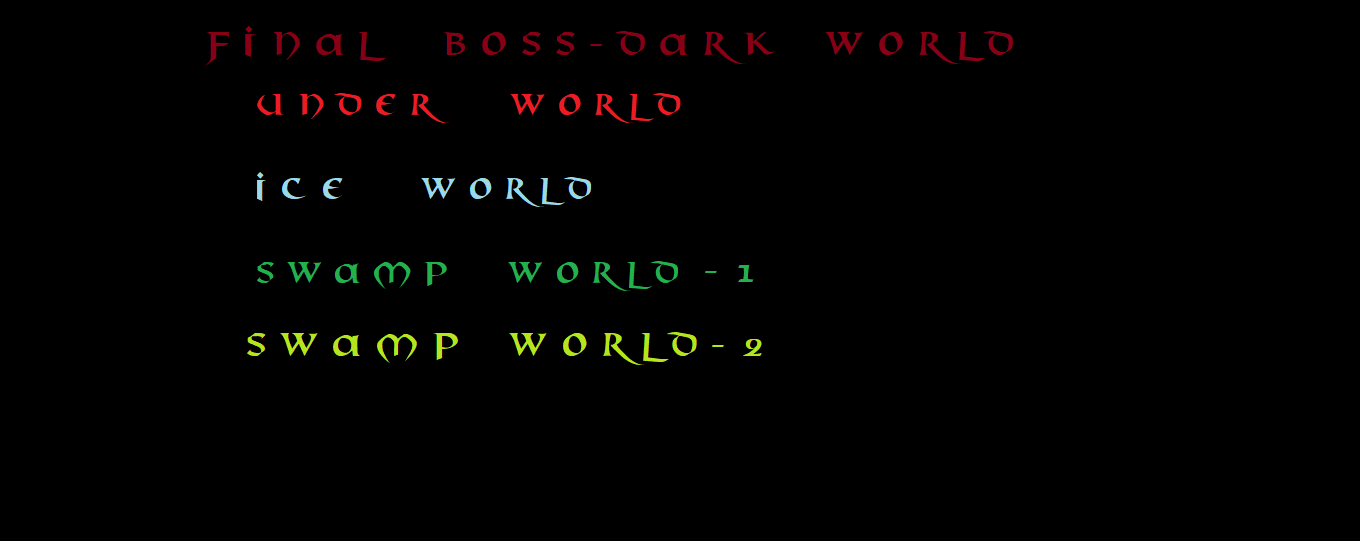 FINAL BOSS-DARK WORLD
UNDER WORLD
ICE WORLD
SWAMP WORLD - 1
SWAMP WORLD- 2